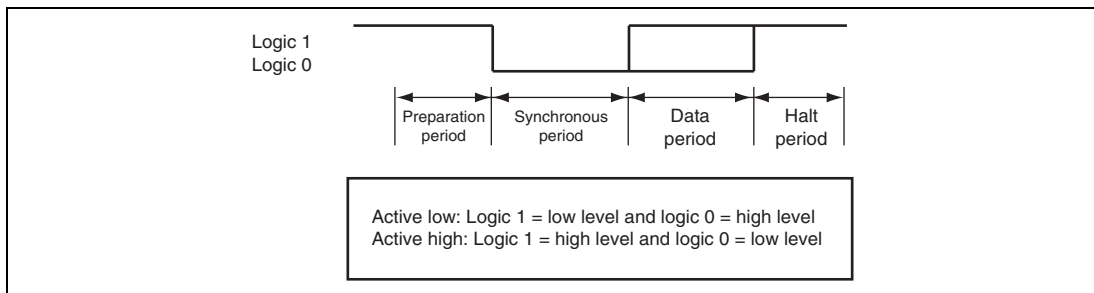 Logic 1
Logic 0
Preparation period
Synchronous period
Data period
Halt period
Active low: Logic 1 = low level and logic 0 = high level
Active high: Logic 1 = high level and logic 0 = low level